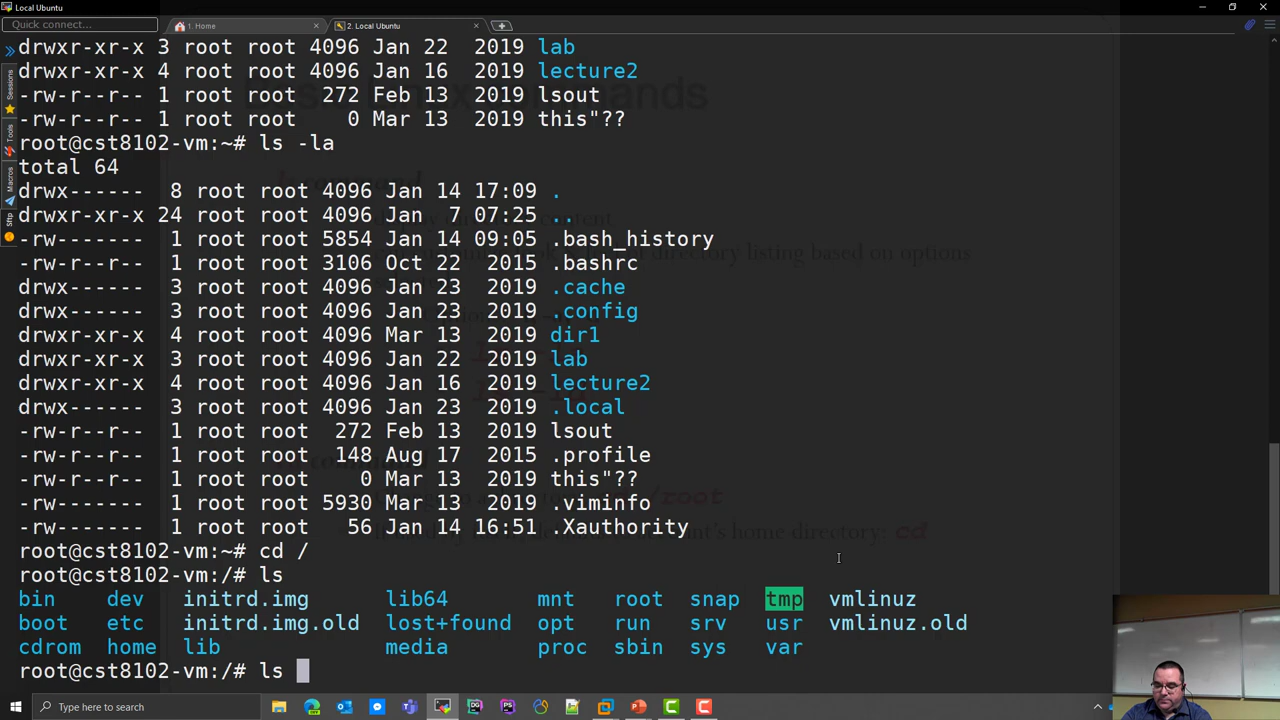 Local Ubuntu
Quick connect...
1. Home
2. Local Ubuntu
Sessions
Tools
Macros
Sftp
drwxr-xr-x 3 root root 4096 Jan 22 2019 lab
drwxr-xr-x 4 root root 4096 Jan 16 2019 lecture2
-rw-r--r-- 1 root root 272 Feb 13 2019 lsout
-rw-r--r-- 1 root root 0 Mar 13 2019 this"??
root@cst8102-vm:~# ls -la
total 64
drwx------ 8 root root 4096 Jan 14 17:09 .
drwxr-xr-x 24 root root 4096 Jan 7 07:25 ..
-rw------- 1 root root 5854 Jan 14 09:05 .bash_history
-rw-r--r-- 1 root root 3106 Oct 22 2015 .bashrc
drwx------ 3 root root 4096 Jan 23 2019 .cache
drwx------ 3 root root 4096 Jan 23 2019 .config
drwxr-xr-x 4 root root 4096 Mar 13 2019 dir1
drwxr-xr-x 3 root root 4096 Jan 22 2019 lab
drwxr-xr-x 4 root root 4096 Jan 16 2019 lecture2
drwx------ 3 root root 4096 Jan 23 2019 .local
-rw-r--r-- 1 root root 272 Feb 13 2019 lsout
-rw-r--r-- 1 root root 148 Aug 17 2015 .profile
-rw-r--r-- 1 root root 0 Mar 13 2019 this"??
-rw------- 1 root root 5930 Mar 13 2019 .viminfo
-rw------- 1 root root 56 Jan 14 16:51 .Xauthority
root@cst8102-vm:~# cd /
root@cst8102-vm:/# ls
bin dev initrd.img lib64 mnt root snap tmp vmlinuz
boot etc initrd.img.old lost+found opt run srv usr vmlinuz.old
cdrom home lib media proc sbin sys var
root@cst8102-vm:/# ls
Type here to search